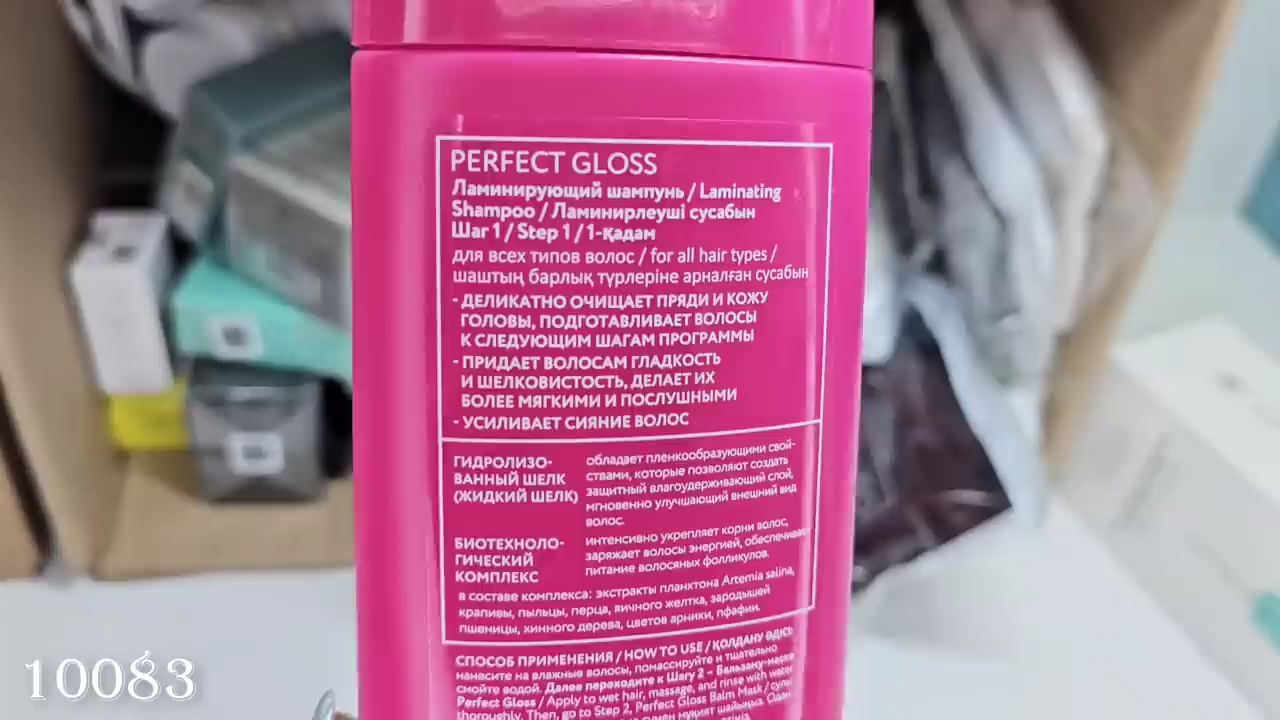 PERFECT GLOSS
Ламинирующий шампунь / Laminating
Shampoo / Ламинирлеуші сусабын
Шаг 1 / Step 1 / 1-қадам
для всех типов волос / for all hair types /
шаштың барлық түрлеріне арналған сусабын
- ДЕЛИКАТНО ОЧИЩАЕТ ПРЯДИ И КОЖУ
ГОЛОВЫ, ПОДГОТАВЛИВАЕТ ВОЛОСЫ
К СЛЕДУЮЩИМ ШАГАМ ПРОГРАММЫ
- ПРИДАЕТ ВОЛОСАМ ГЛАДКОСТЬ
И ШЕЛКОВИСТОСТЬ, ДЕЛАЕТ ИХ
БОЛЕЕ МЯГКИМИ И ПОСЛУШНЫМИ
- УСИЛИВАЕТ СИЯНИЕ ВОЛОС
ГИДРОЛИЗО-
ВАННЫЙ ШЕЛК
(ЖИДКИЙ ШЕЛК)
обладает пленкообразующими свой-
ствами, которые позволяют создать
защитный влагоудерживающий слой,
мгновенно улучшающий внешний вид
волос.
БИОТЕХНОЛО-
ГИЧЕСКИЙ
КОМПЛЕКС
интенсивно укрепляет корни волос,
заряжает волосы энергией, обеспечивает
питание волосяных фолликулов.
в составе комплекса: экстракты планктона Artemia salina,
крапивы, пыльцы, перца, яичного желтка, зародышей
пшеницы, хинного дерева, цветов арники, пфафии.
СПОСОБ ПРИМЕНЕНИЯ / HOW TO USE / ҚОЛДАНУ ӘДІСІ:
нанесите на влажные волосы, помассируйте и тщательно
смойте водой. Далее переходите к Шагу 2 – Бальзаму-маске
Perfect Gloss / Apply to wet hair, massage, and rinse with water
thoroughly. Then, go to Step 2, Perfect Gloss Balm Mask / сулы
мұқият шайыңыз. Одан
10083